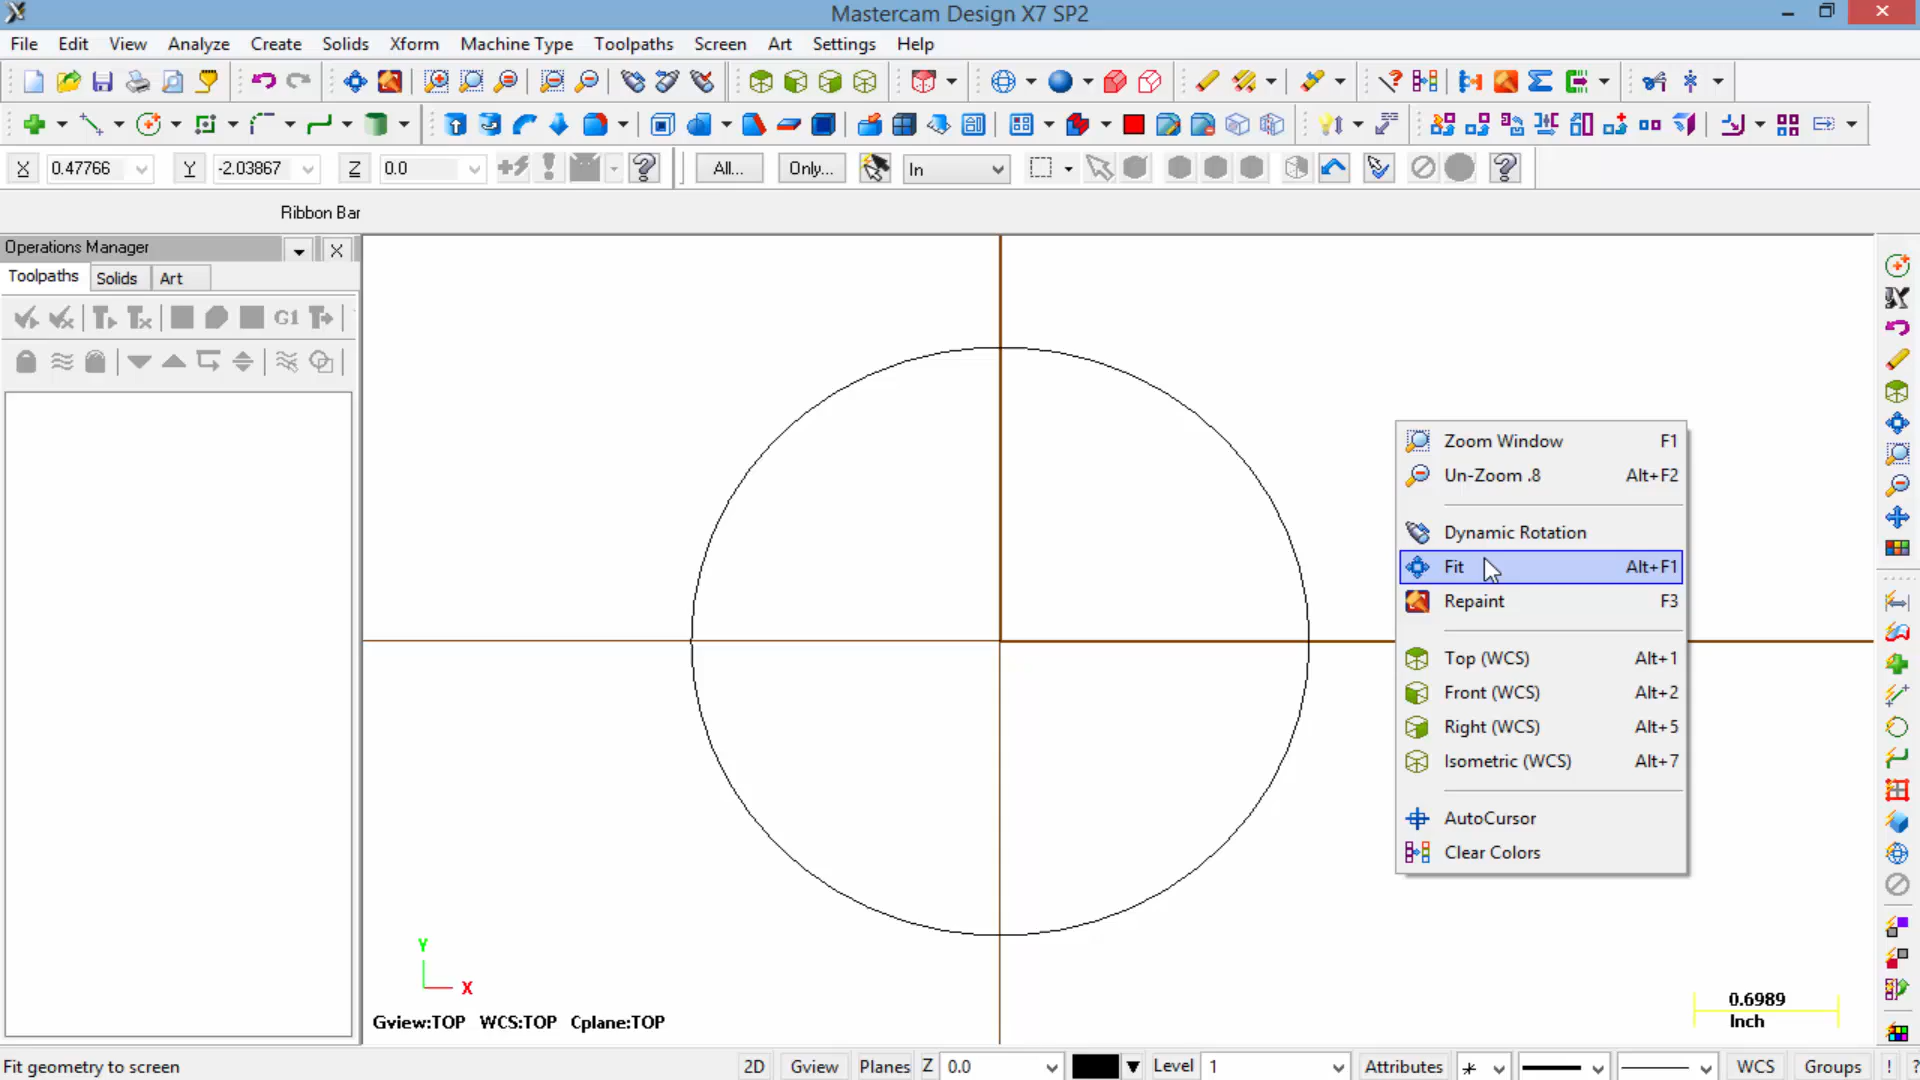 Mastercam Design X7 SP2
File Edit View Analyze Create Solids Xform Machine Type Toolpaths Screen Art Settings Help
X 0.47766 Y -2.03867 Z 0.0 All... Only... In
Ribbon Bar
Operations Manager
Toolpaths Solids Art
G1
Zoom Window F1
Un-Zoom .8 Alt+F2
Dynamic Rotation
Fit Alt+F1
Repaint F3
Top (WCS) Alt+1
Front (WCS) Alt+2
Right (WCS) Alt+5
Isometric (WCS) Alt+7
AutoCursor
Clear Colors
Y
X
Gview:TOP WCS:TOP Cplane:TOP
0.6989
Inch
Fit geometry to screen 2D Gview Planes Z 0.0 Level 1 Attributes WCS Groups ! ?